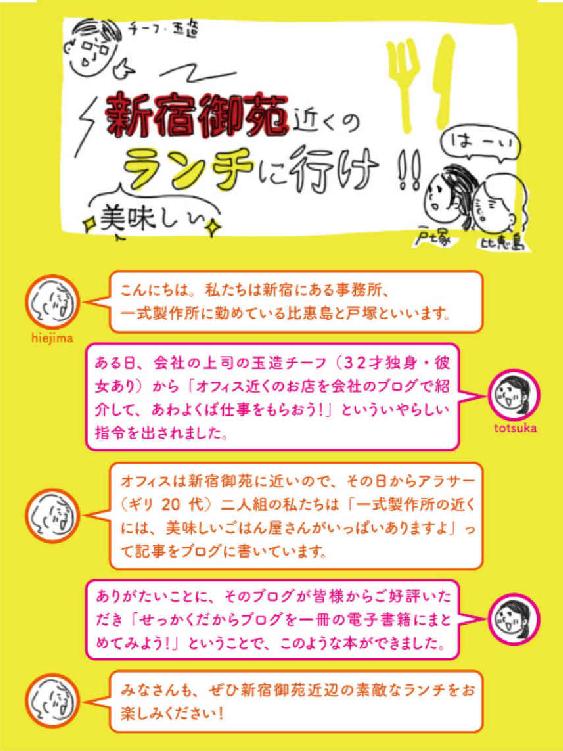 チーフ・玉造
新宿御苑近くの
ランチに行け!!
美味しい
はーい
戸塚
比恵島
こんにちは。私たちは新宿にある事務所、
一式製作所に勤めている比恵島と戸塚といいます。
hiejima
ある日、会社の上司の玉造チーフ（32才独身・彼
女あり）から「オフィス近くのお店を会社のブログで紹
介して、あわよくば仕事をもらおう!」といういやらしい
指令を出されました。
totsuka
オフィスは新宿御苑に近いので、その日からアラサー
（ギリ 20 代）二人組の私たちは「一式製作所の近く
には、美味しいごはん屋さんがいっぱいありますよ」っ
て記事をブログに書いています。
ありがたいことに、そのブログが皆様からご好評いた
だき「せっかくだからブログを一冊の電子書籍にまと
めてみよう!」ということで、このような本ができました。
みなさんも、ぜひ新宿御苑近辺の素敵なランチをお
楽しみください!